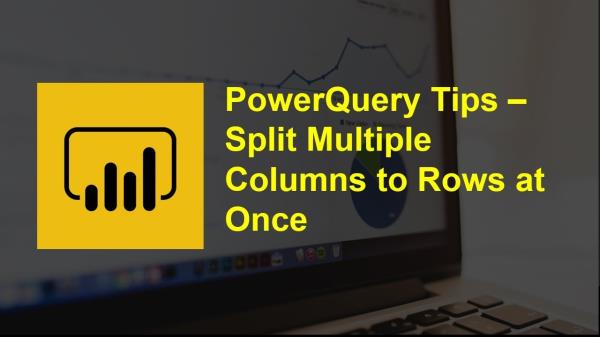 PowerQuery Tips –
Split Multiple
Columns to Rows at
Once